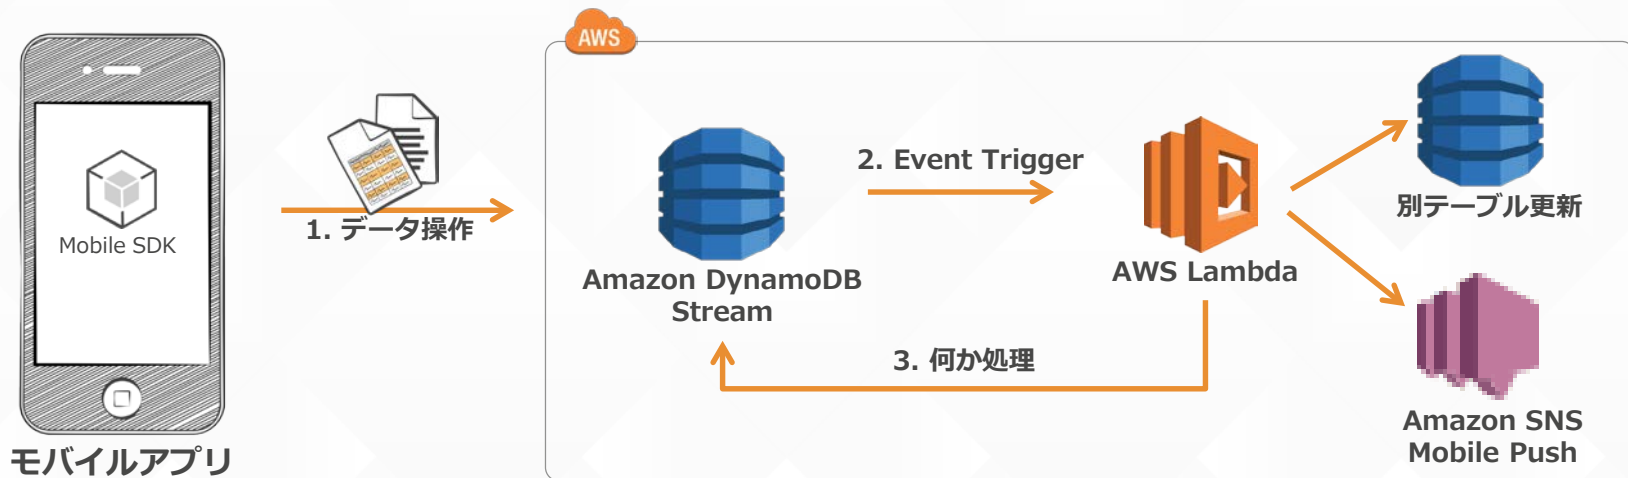 AWS
Mobile SDK
モバイルアプリ
1. データ操作
Amazon DynamoDB
Stream
2. Event Trigger
AWS Lambda
3. 何か処理
別テーブル更新
Amazon SNS
Mobile Push